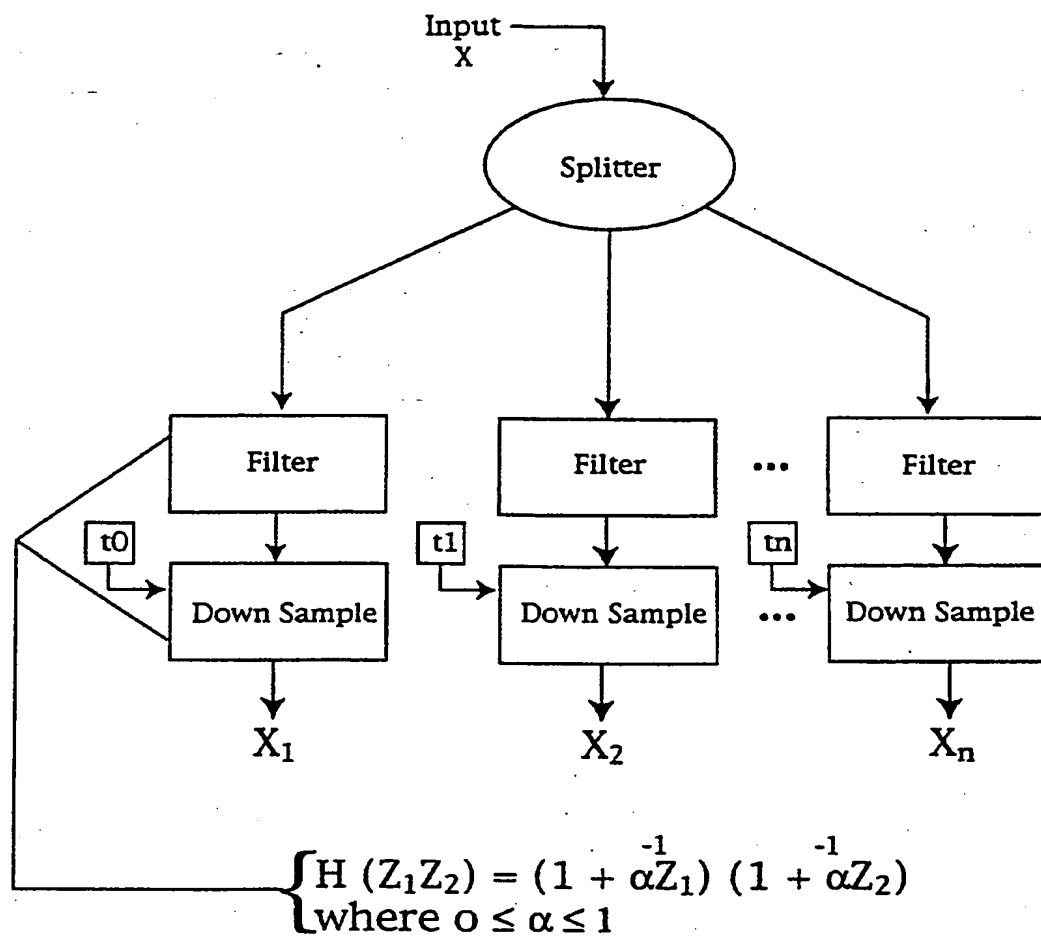 Input
X
Splitter
Filter
Filter
...
Filter
t0
t1
tn
Down Sample
Down Sample
...
Down Sample
X₁
X₂
Xₙ
H (Z₁Z₂) = (1 + αZ₁⁻¹) (1 + αZ₂⁻¹)
where o ≤ α ≤ 1